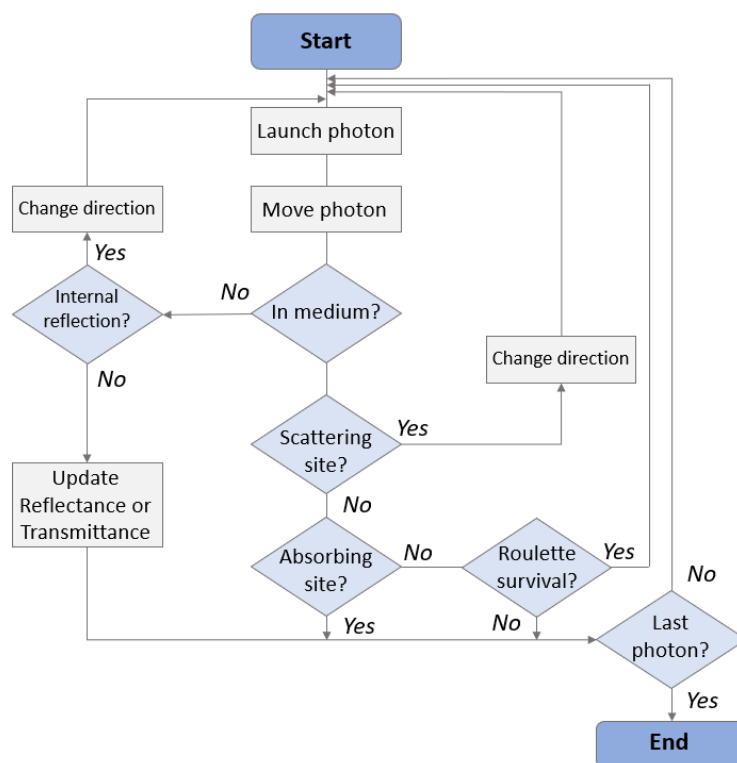 Start
Launch photon
Change direction
Move photon
Yes
Internal
reflection?
No
In medium?
No
Change direction
Scattering
site?
Yes
Update
Reflectance or
Transmittance
No
Absorbing
site?
No
Roulette
survival?
Yes
No
Yes
No
Last
photon?
Yes
End